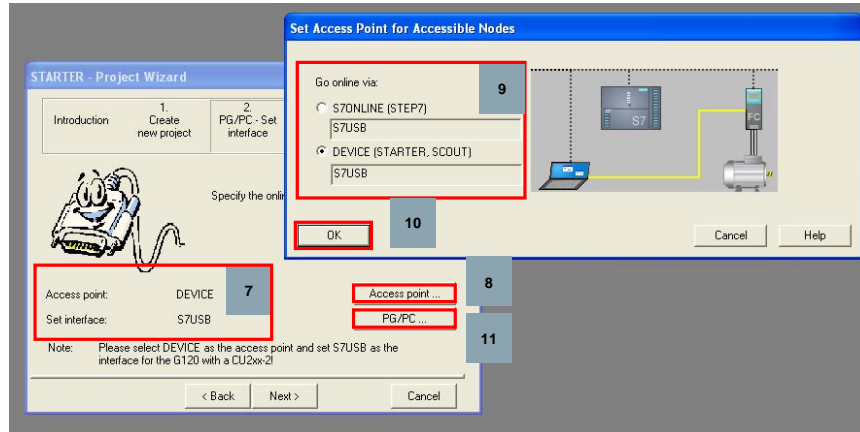 Set Access Point for Accessible Nodes
Go online via:
9
S7ONLINE (STEP7)
S7USB
DEVICE (STARTER, SCOUT)
S7USB
S7
FC
OK
10
Cancel
Help
STARTER - Project Wizard
Introduction
1.
Create
new project
2.
PG/PC - Set
interface
Specify the onli
Access point:
DEVICE
7
Access point ...
8
Set interface:
S7USB
PG/PC ...
11
Note:
Please select DEVICE as the access point and set S7USB as the
interface for the G120 with a CU2xx-2!
< Back
Next >
Cancel